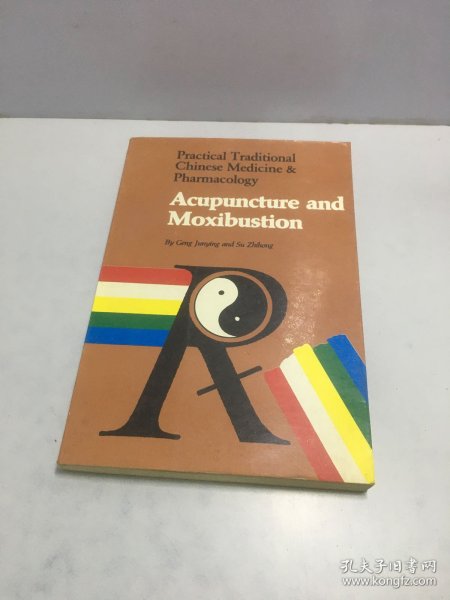 Practical Traditional
Chinese Medicine &
Pharmacology
Acupuncture and
Moxibustion
By Geng Junying and Su Zhihong
R
孔夫子旧书网
www.kongfz.com